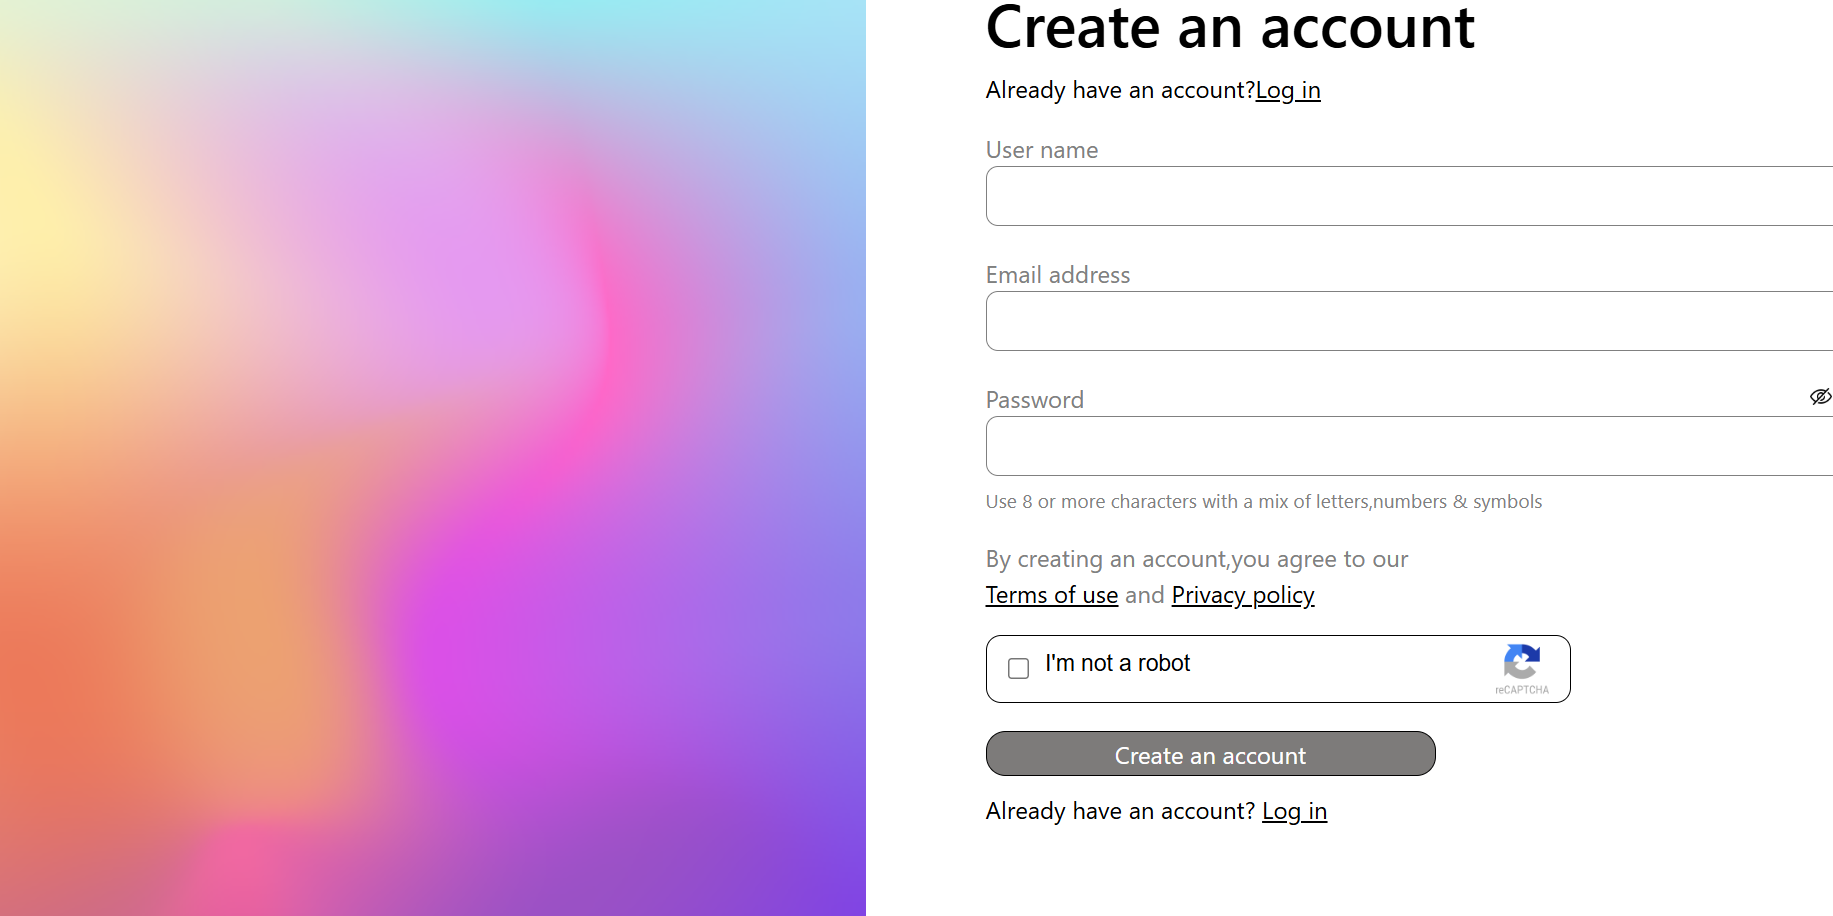 Create an account
Already have an account?Log in
User name
Email address
Password
Use 8 or more characters with a mix of letters,numbers & symbols
By creating an account,you agree to our
Terms of use and Privacy policy
I'm not a robot
reCAPTCHA
Create an account
Already have an account? Log in